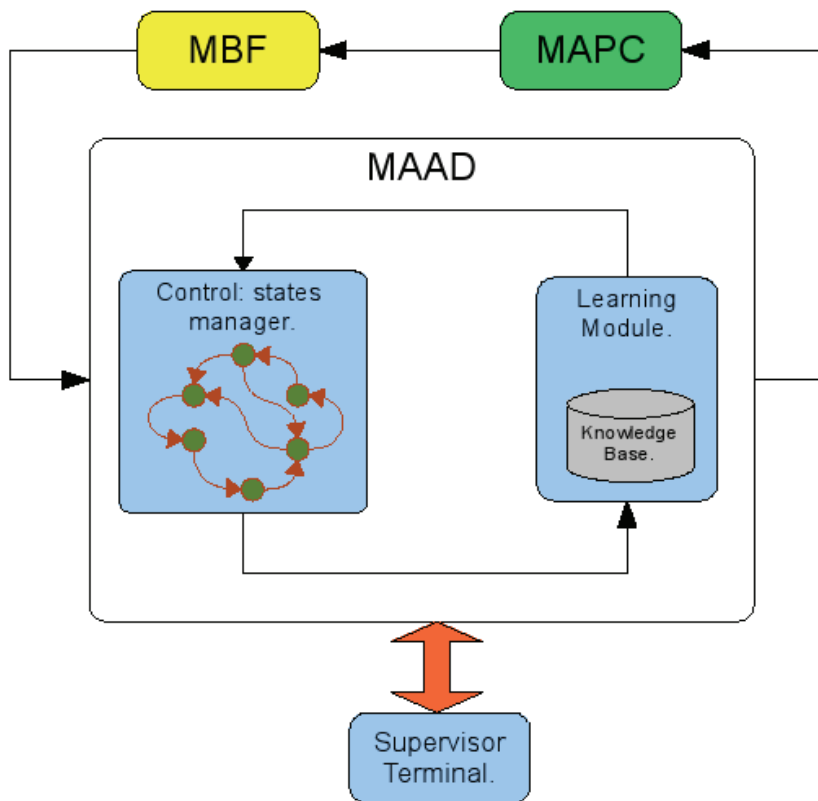 MBF
MAPC
MAAD
Control: states
manager.
Learning
Module.
Knowledge
Base.
Supervisor
Terminal.